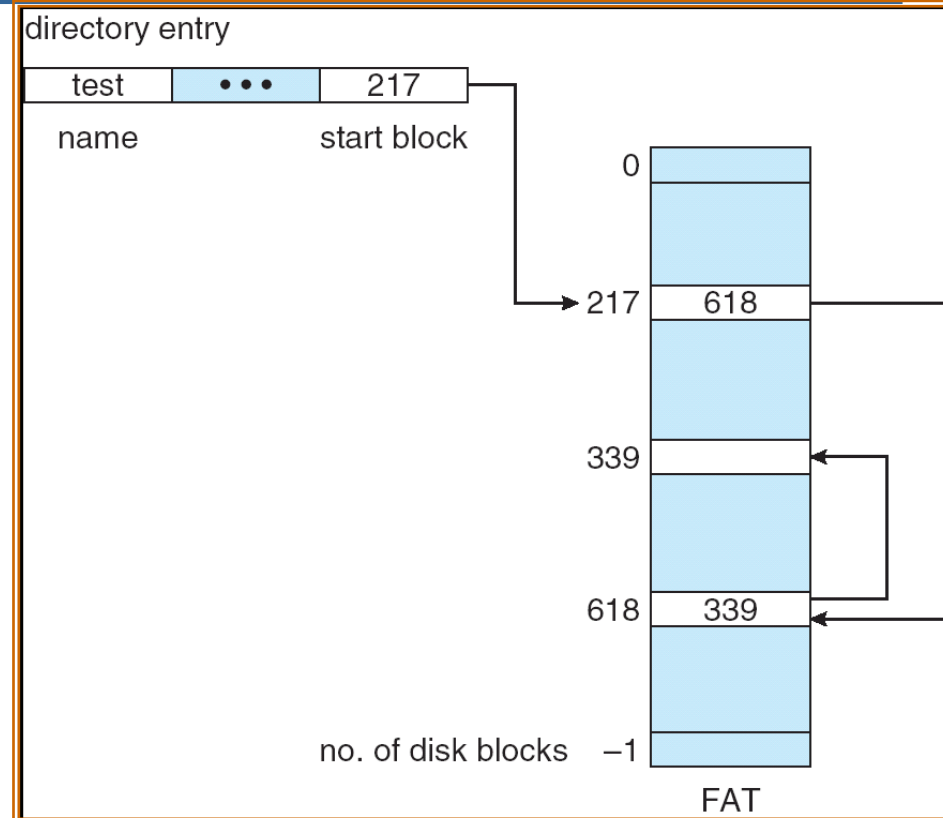 directory entry
test ••• 217
name start block
0
217 618
339
618 339
no. of disk blocks –1
FAT